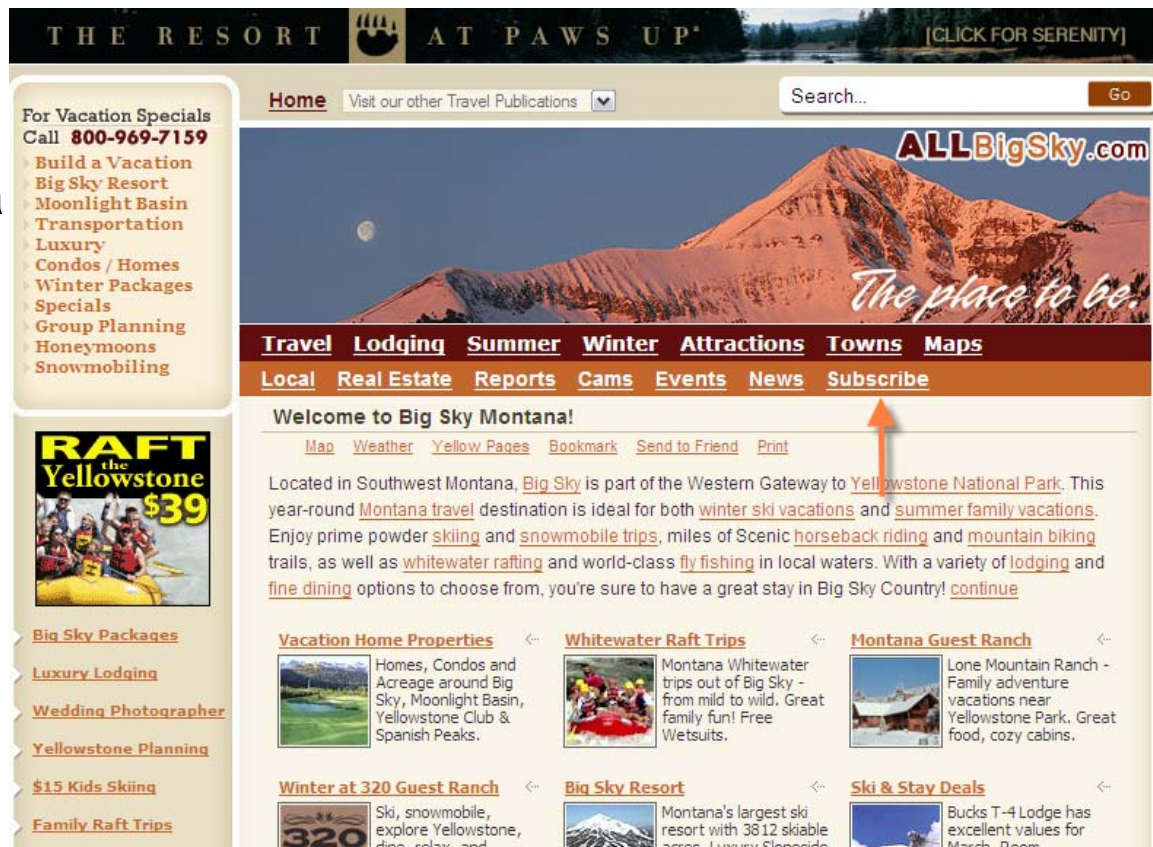 THE RESORT AT PAWS UP
[CLICK FOR SERENITY]
For Vacation Specials
Call 800-969-7159
Build a Vacation
Big Sky Resort
Moonlight Basin
Transportation
Luxury
Condos / Homes
Winter Packages
Specials
Group Planning
Honeymoons
Snowmobiling
RAFT
the
Yellowstone
$39
Big Sky Packages
Luxury Lodging
Wedding Photographer
Yellowstone Planning
$15 Kids Skiing
Family Raft Trips
Home Visit our other Travel Publications
Search... Go
ALLBigSky.com
The place to be.
Travel Lodging Summer Winter Attractions Towns Maps
Local Real Estate Reports Cams Events News Subscribe
Welcome to Big Sky Montana!
Map Weather Yellow Pages Bookmark Send to Friend Print
Located in Southwest Montana, Big Sky is part of the Western Gateway to Yellowstone National Park. This
year-round Montana travel destination is ideal for both winter ski vacations and summer family vacations.
Enjoy prime powder skiing and snowmobile trips, miles of Scenic horseback riding and mountain biking
trails, as well as whitewater rafting and world-class fly fishing in local waters. With a variety of lodging and
fine dining options to choose from, you're sure to have a great stay in Big Sky Country! continue
Vacation Home Properties
Homes, Condos and
Acreage around Big
Sky, Moonlight Basin,
Yellowstone Club &
Spanish Peaks.
Whitewater Raft Trips
Montana Whitewater
trips out of Big Sky -
from mild to wild. Great
family fun! Free
Wetsuits.
Montana Guest Ranch
Lone Mountain Ranch -
Family adventure
vacations near
Yellowstone Park. Great
food, cozy cabins.
Winter at 320 Guest Ranch
320
Ski, snowmobile,
explore Yellowstone,
dine, relax, and
Big Sky Resort
Montana's largest ski
resort with 3812 skiable
acres. Luxury Slopeside
Ski & Stay Deals
Bucks T-4 Lodge has
excellent values for
March. Room